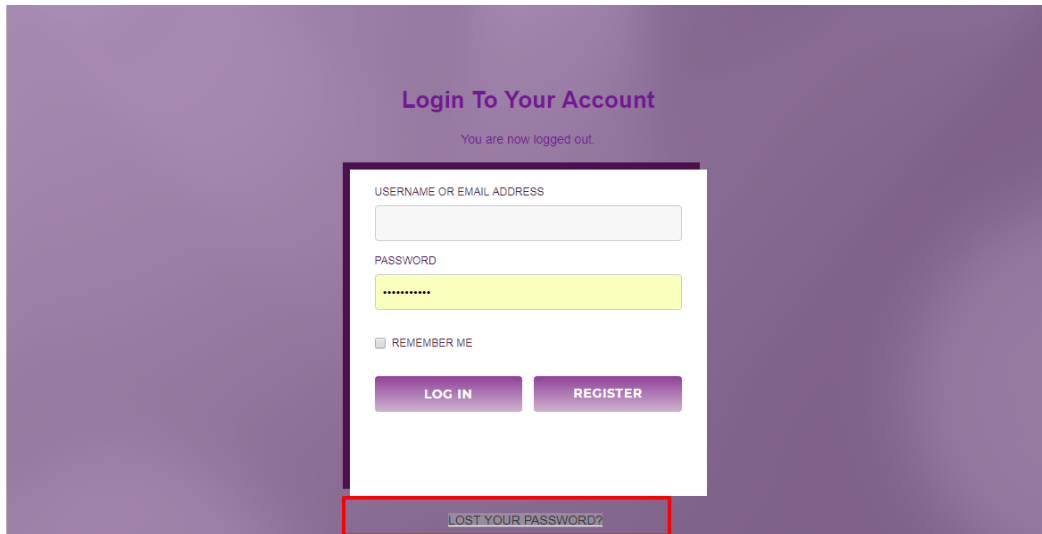 Login To Your Account
You are now logged out.
USERNAME OR EMAIL ADDRESS
PASSWORD
•••••••••••
REMEMBER ME
LOG IN REGISTER
LOST YOUR PASSWORD?